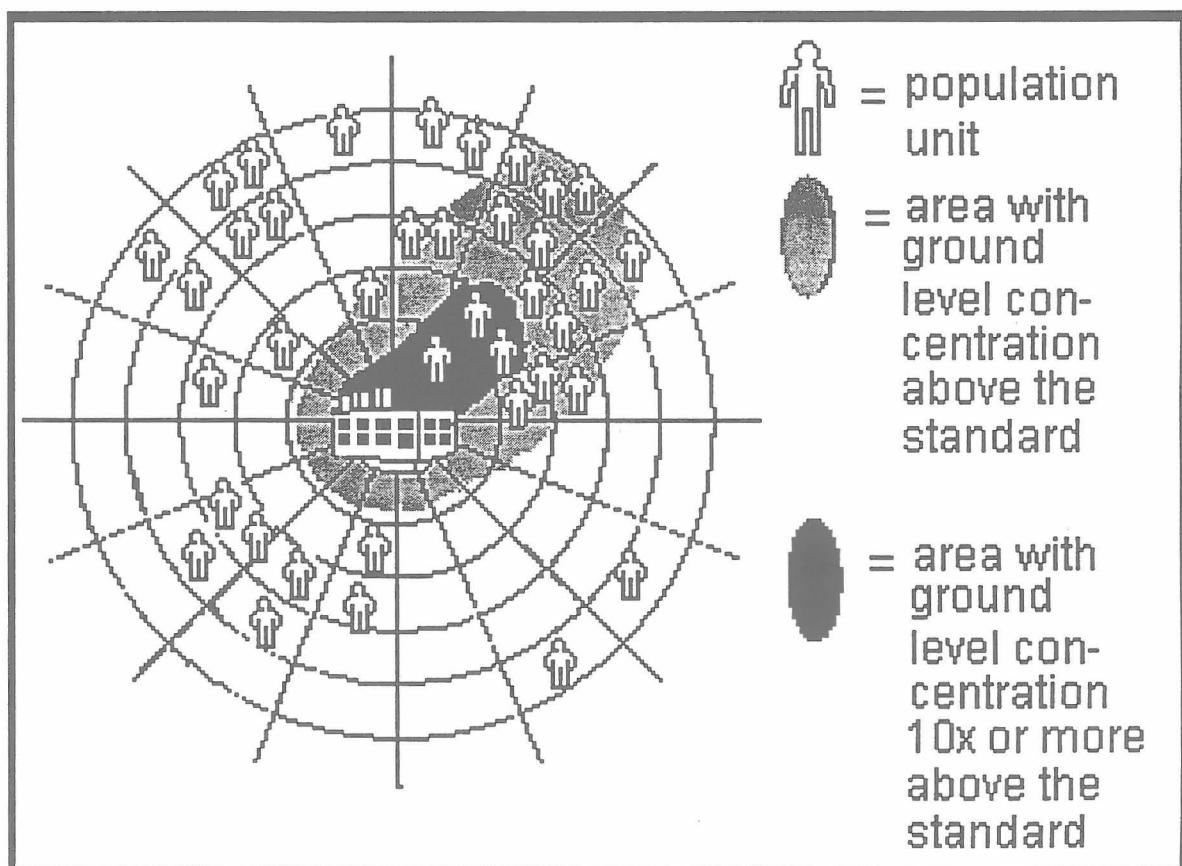 = population
unit
= area with
ground
level con-
centration
above the
standard
= area with
ground
level con-
centration
10x or more
above the
standard